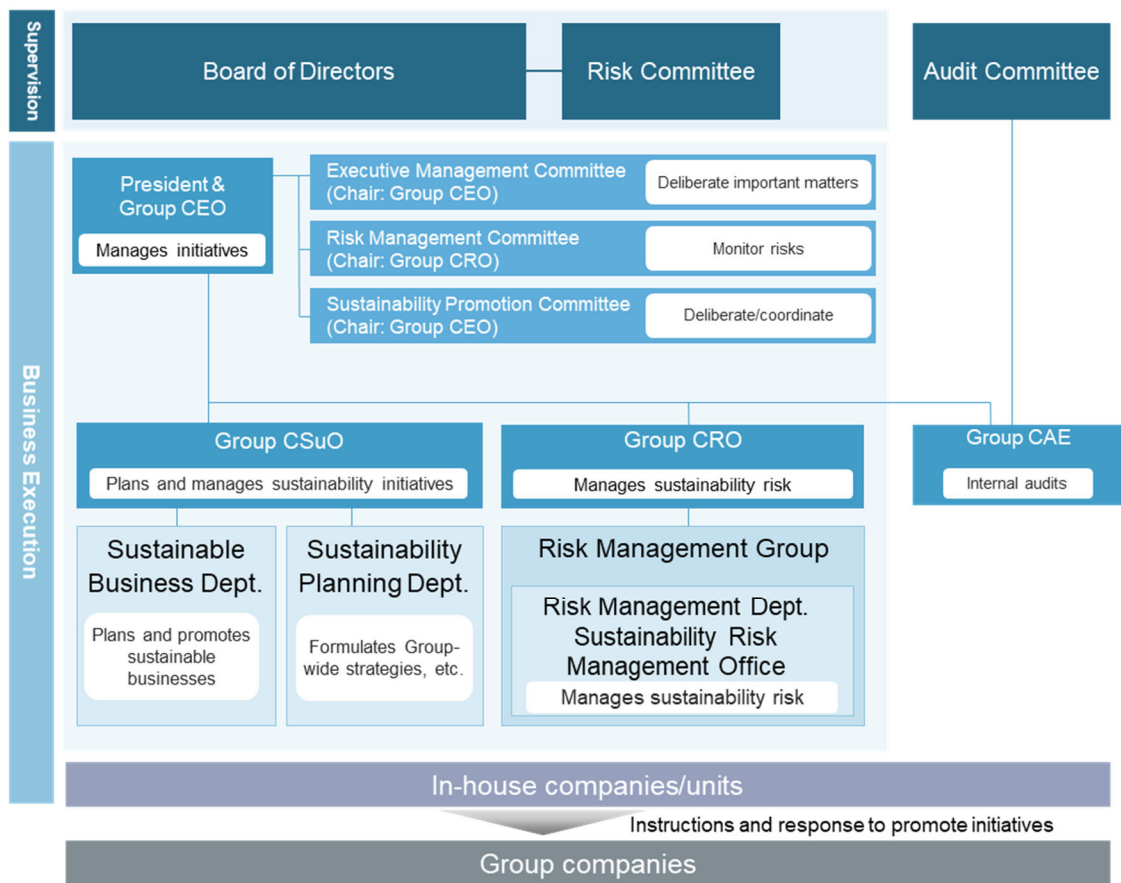 Supervision
Board of Directors
Risk Committee
Audit Committee
Business Execution
President &
Group CEO
Manages initiatives
Executive Management Committee
(Chair: Group CEO)
Deliberate important matters
Risk Management Committee
(Chair: Group CRO)
Monitor risks
Sustainability Promotion Committee
(Chair: Group CEO)
Deliberate/coordinate
Group CSuO
Plans and manages sustainability initiatives
Group CRO
Manages sustainability risk
Group CAE
Internal audits
Sustainable
Business Dept.
Plans and promotes
sustainable
businesses
Sustainability
Planning Dept.
Formulates Group-
wide strategies, etc.
Risk Management Group
Risk Management Dept.
Sustainability Risk
Management Office
Manages sustainability risk
In-house companies/units
Instructions and response to promote initiatives
Group companies